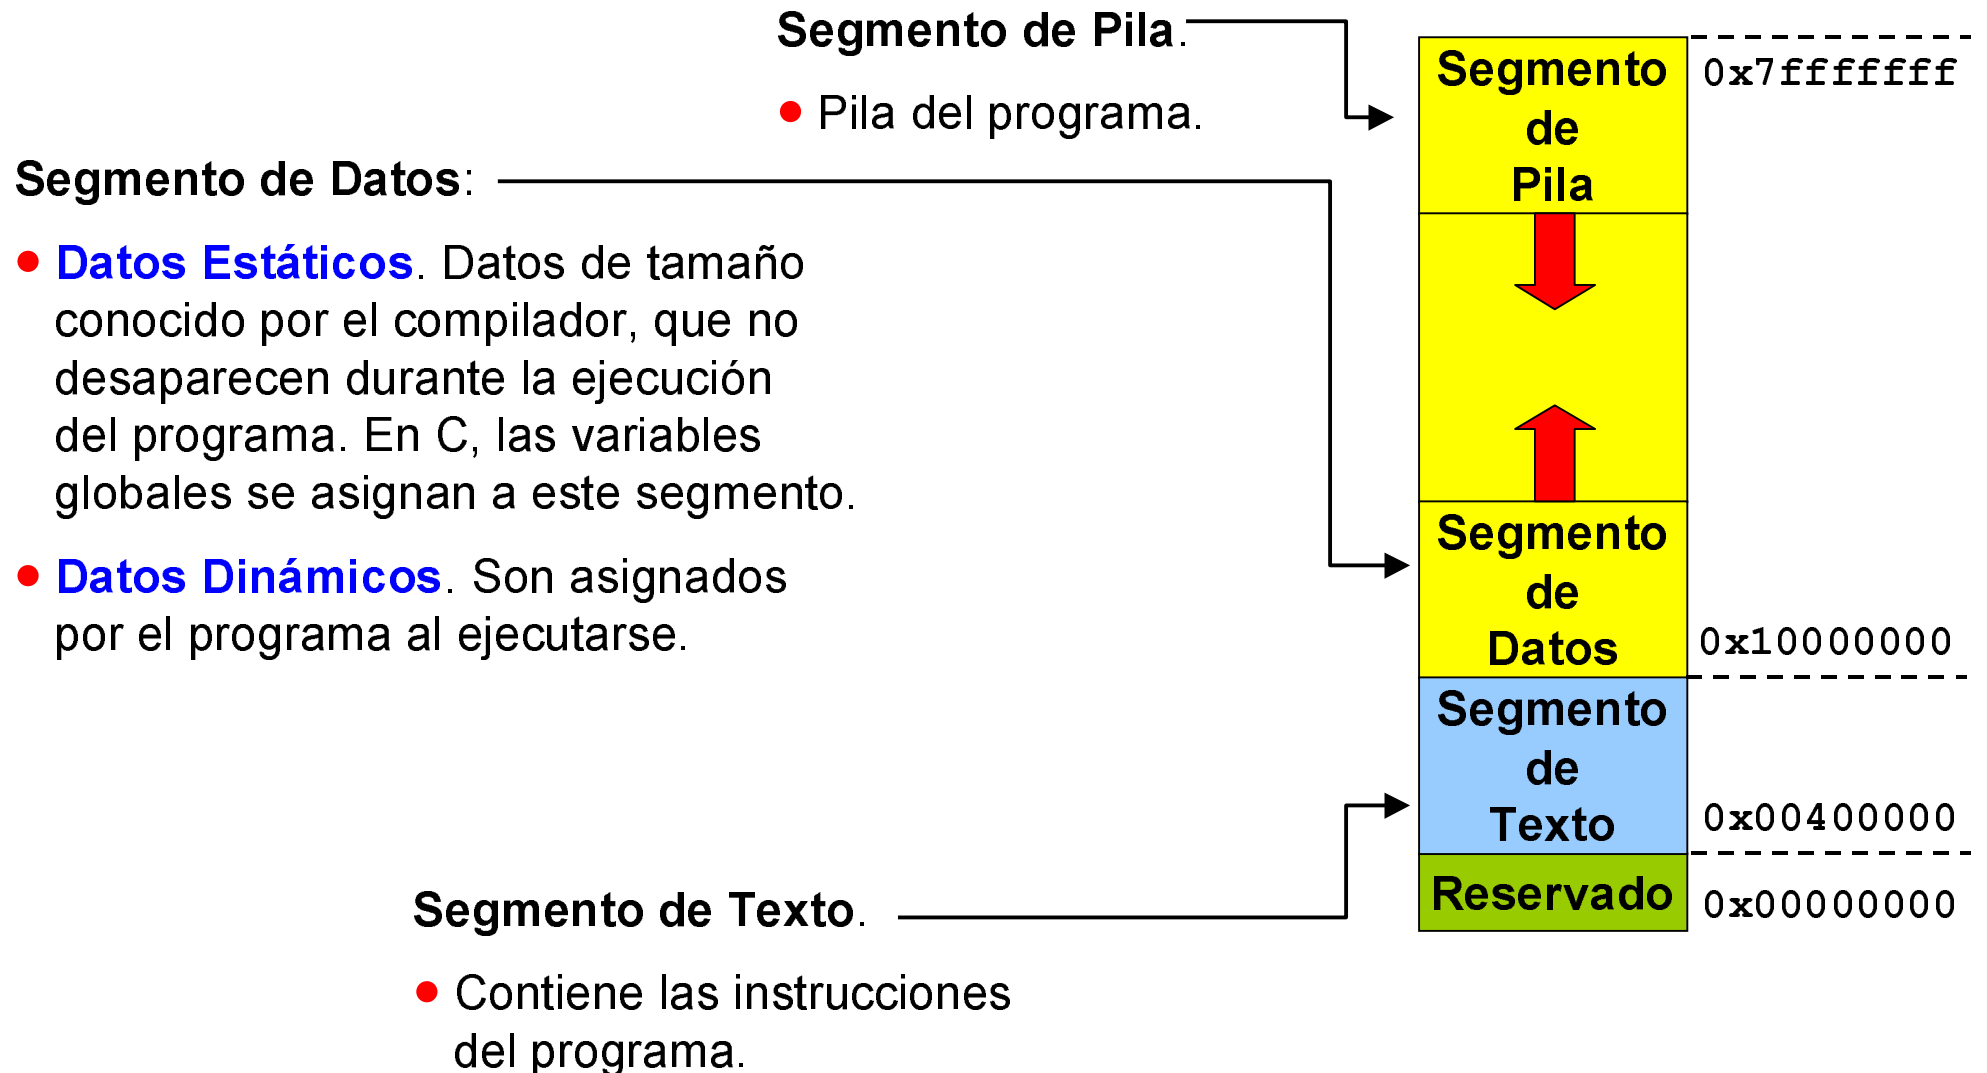 Segmento de Pila.
● Pila del programa.
Segmento de Datos:
● Datos Estáticos. Datos de tamaño
conocido por el compilador, que no
desaparecen durante la ejecución
del programa. En C, las variables
globales se asignan a este segmento.
● Datos Dinámicos. Son asignados
por el programa al ejecutarse.
Segmento de Texto.
● Contiene las instrucciones
del programa.
Segmento
de
Pila
0x7fffffff
Segmento
de
Datos
0x10000000
Segmento
de
Texto
0x00400000
Reservado
0x00000000